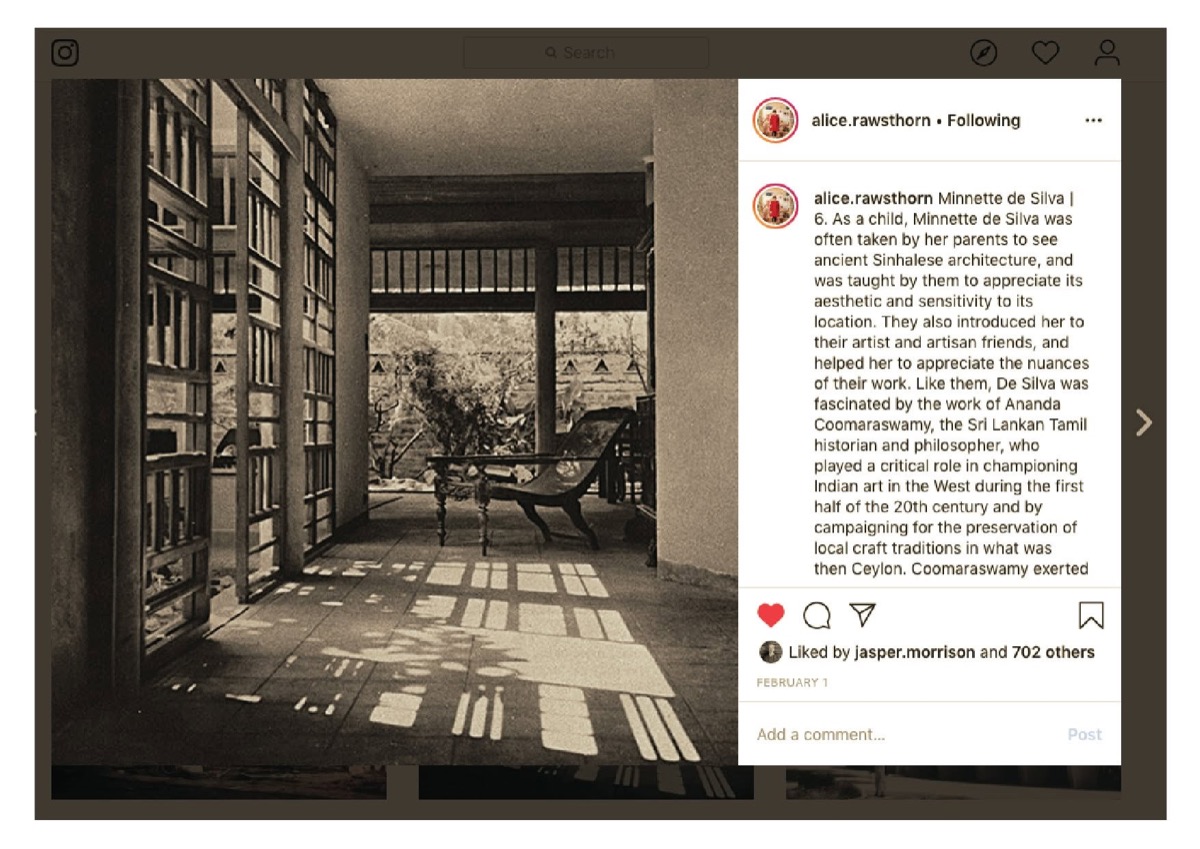 Search
alice.rawsthorn • Following
alice.rawsthorn Minnette de Silva |
6. As a child, Minnette de Silva was
often taken by her parents to see
ancient Sinhalese architecture, and
was taught by them to appreciate its
aesthetic and sensitivity to its
location. They also introduced her to
their artist and artisan friends, and
helped her to appreciate the nuances
of their work. Like them, De Silva was
fascinated by the work of Ananda
Coomaraswamy, the Sri Lankan Tamil
historian and philosopher, who
played a critical role in championing
Indian art in the West during the first
half of the 20th century and by
campaigning for the preservation of
local craft traditions in what was
then Ceylon. Coomaraswamy exerted
Liked by jasper.morrison and 702 others
FEBRUARY 1
Add a comment... Post